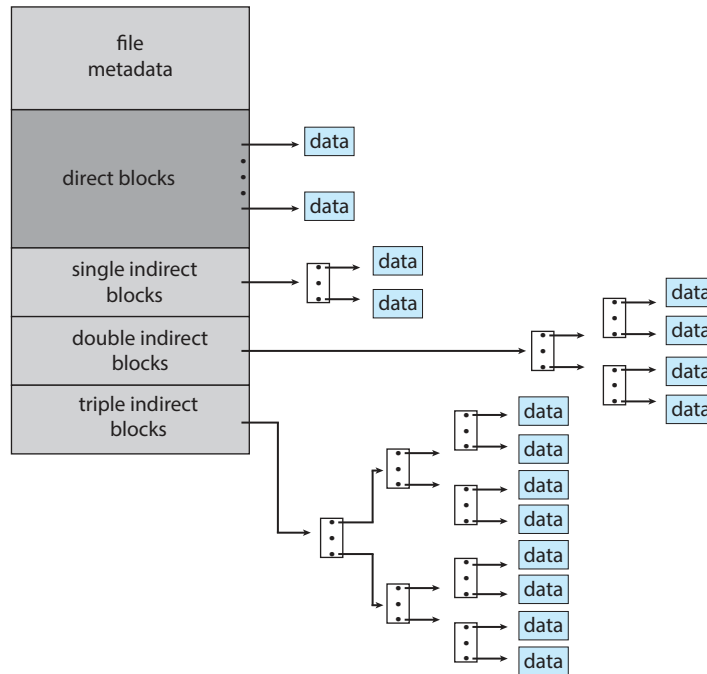 file
metadata
direct blocks
data
data
single indirect
blocks
data
data
double indirect
blocks
data
data
data
data
triple indirect
blocks
data
data
data
data
data
data
data
data